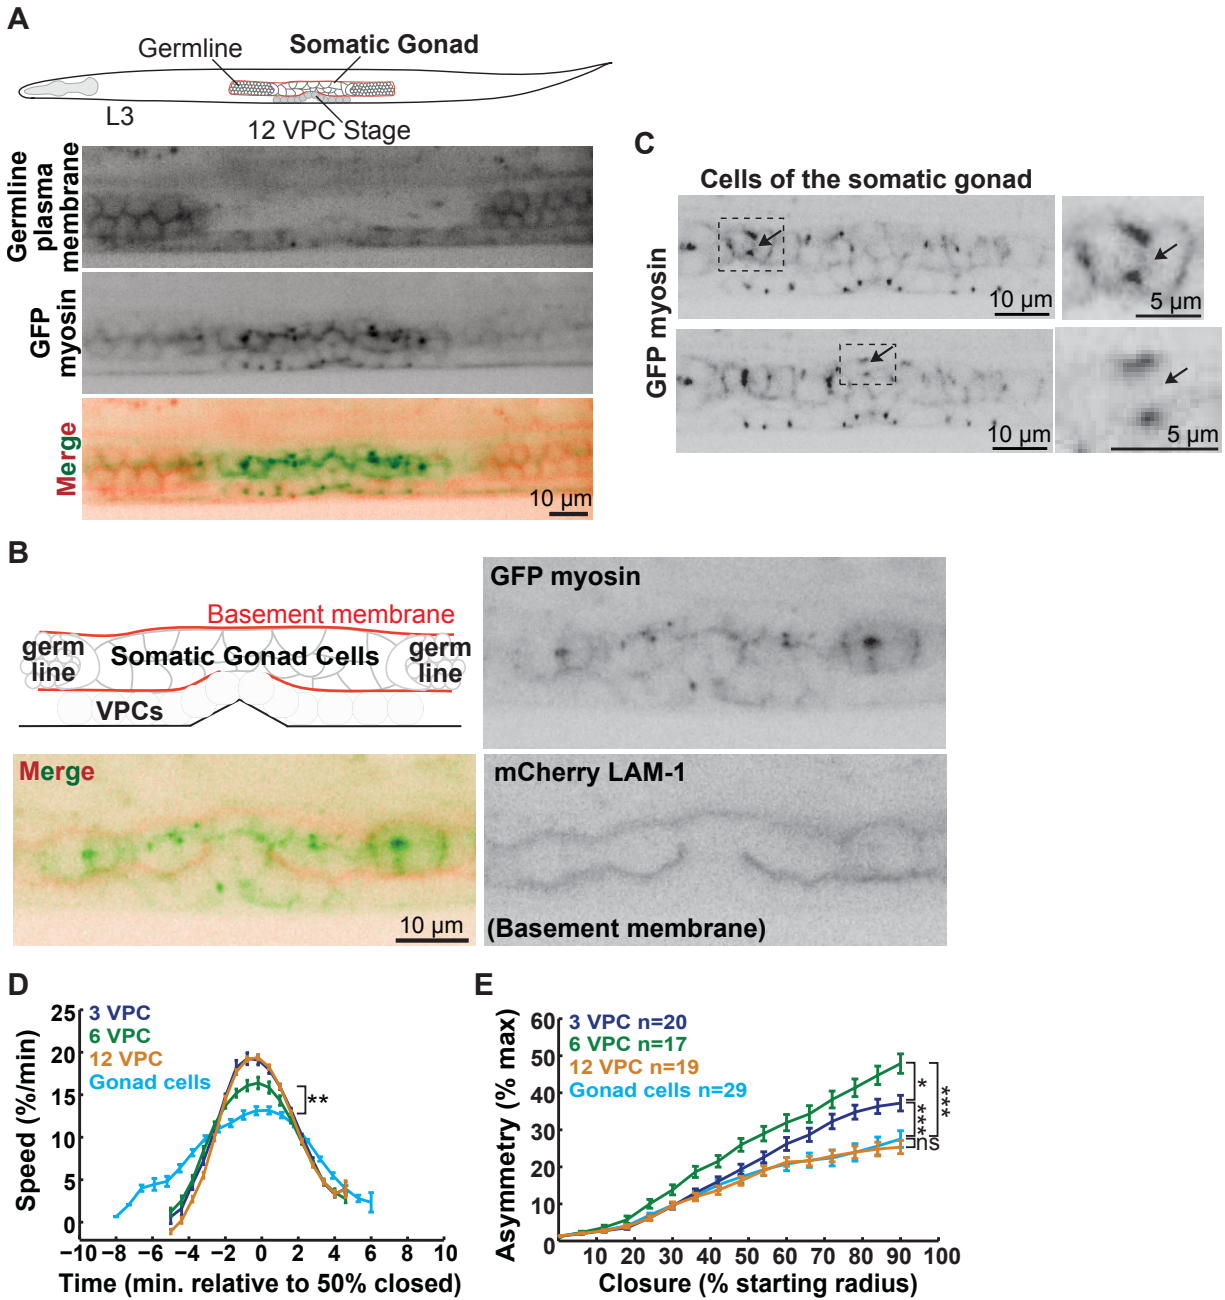 A
Germline
Somatic Gonad
L3
12 VPC Stage
Germline
plasma
membrane
GFP
myosin
Merge
10 µm
C
Cells of the somatic gonad
GFP myosin
10 µm
5 µm
10 µm
5 µm
B
Basement membrane
germ
line
Somatic Gonad Cells
germ
line
VPCs
GFP myosin
Merge
10 µm
mCherry LAM-1
(Basement membrane)
D
Speed (%/min)
25
20
15
10
5
0
3 VPC
6 VPC
12 VPC
Gonad cells
**
−10 −8 −6 −4 −2 0 2 4 6 8 10
Time (min. relative to 50% closed)
E
Asymmetry (% max)
60
50
40
30
20
10
0
3 VPC n=20
6 VPC n=17
12 VPC n=19
Gonad cells n=29
*
***
***
ns
10 20 30 40 50 60 70 80 90 100
Closure (% starting radius)